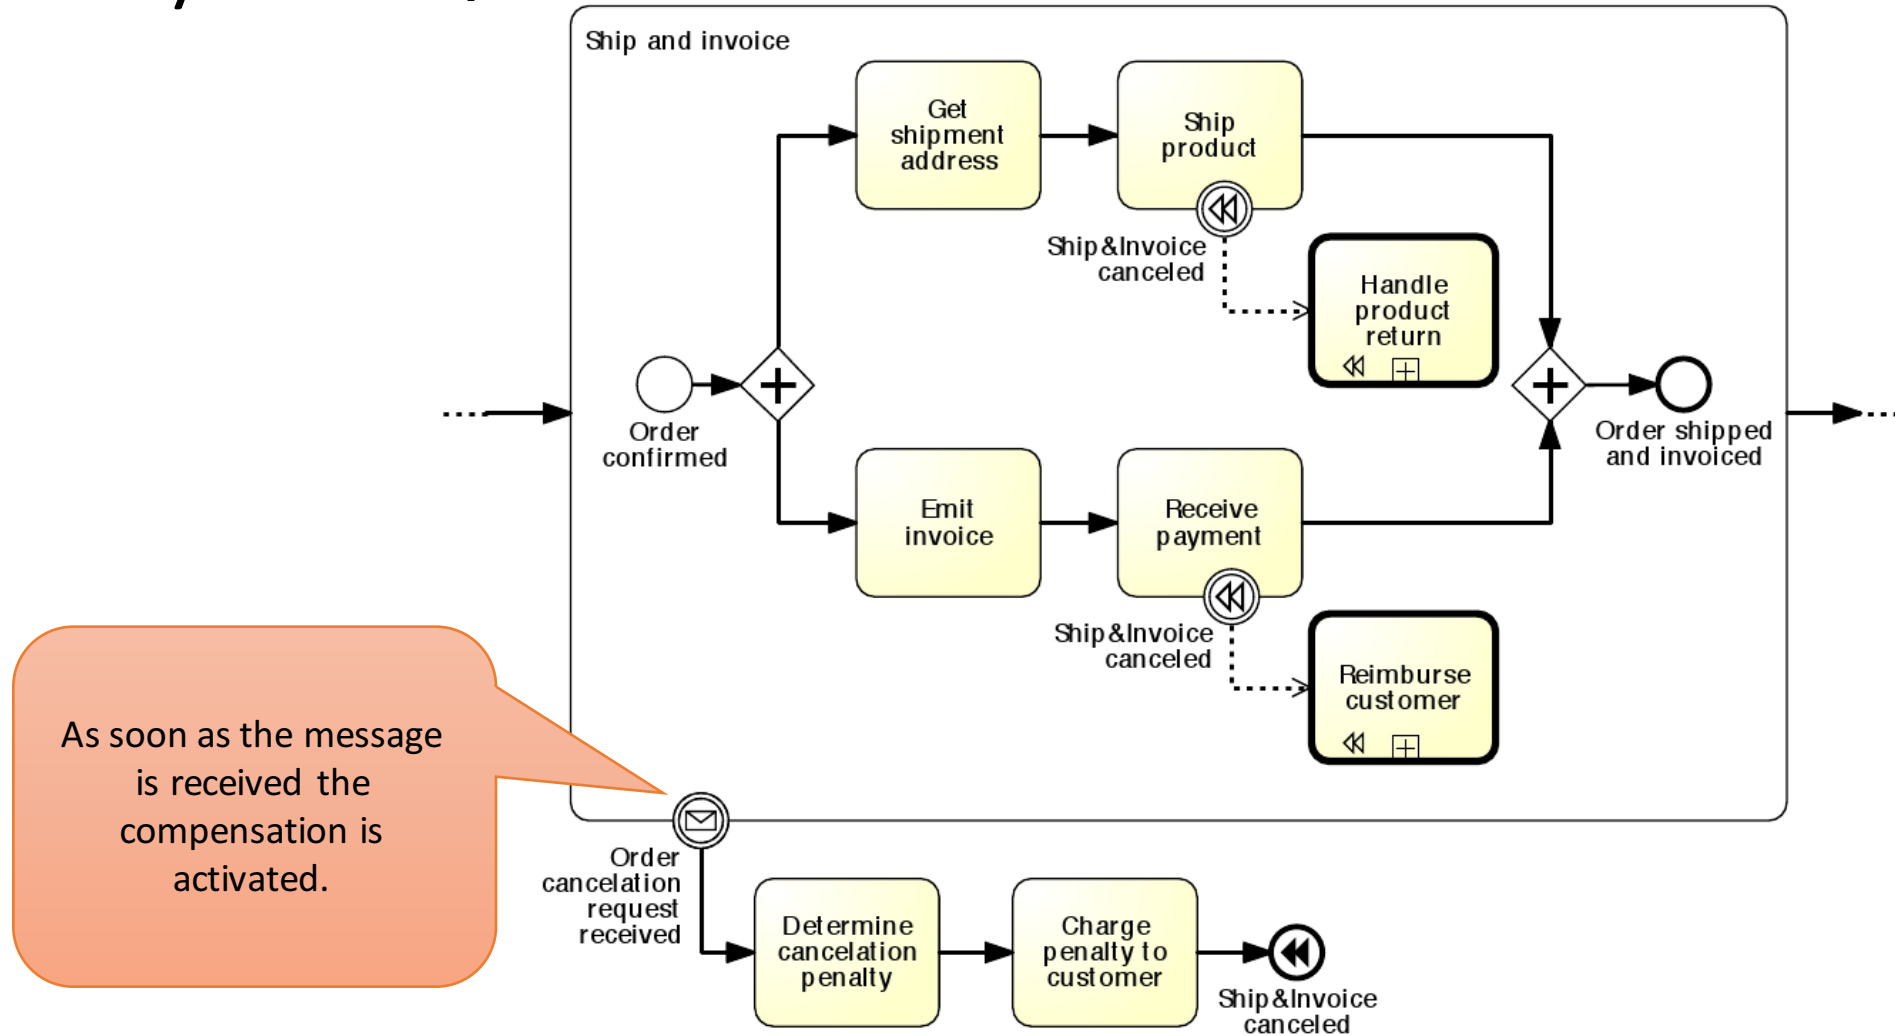 Ship and invoice
Get
shipment
address
Ship
product
Ship&Invoice
canceled
Handle
product
return
Order
confirmed
Order shipped
and invoiced
Emit
invoice
Receive
payment
Ship&Invoice
canceled
Reimburse
customer
As soon as the message
is received the
compensation is
activated.
Order
cancelation
request
received
Determine
cancelation
penalty
Charge
penalty to
customer
Ship&Invoice
canceled